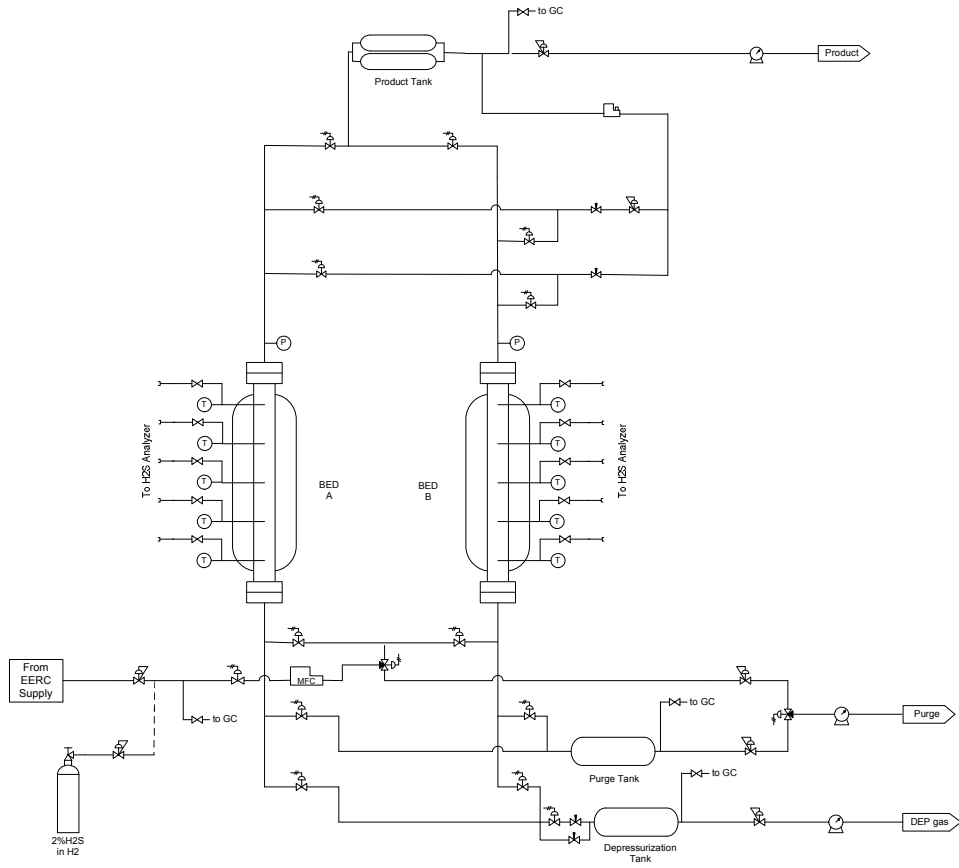 to GC
Product
Product Tank
P
P
T
T
T
T
T
T
T
T
T
T
To H2S Analyzer
To H2S Analyzer
BED
A
BED
B
From
EERC
Supply
MFC
to GC
to GC
Purge
Purge Tank
to GC
DEP gas
Depressurization
Tank
2%H2S
in H2